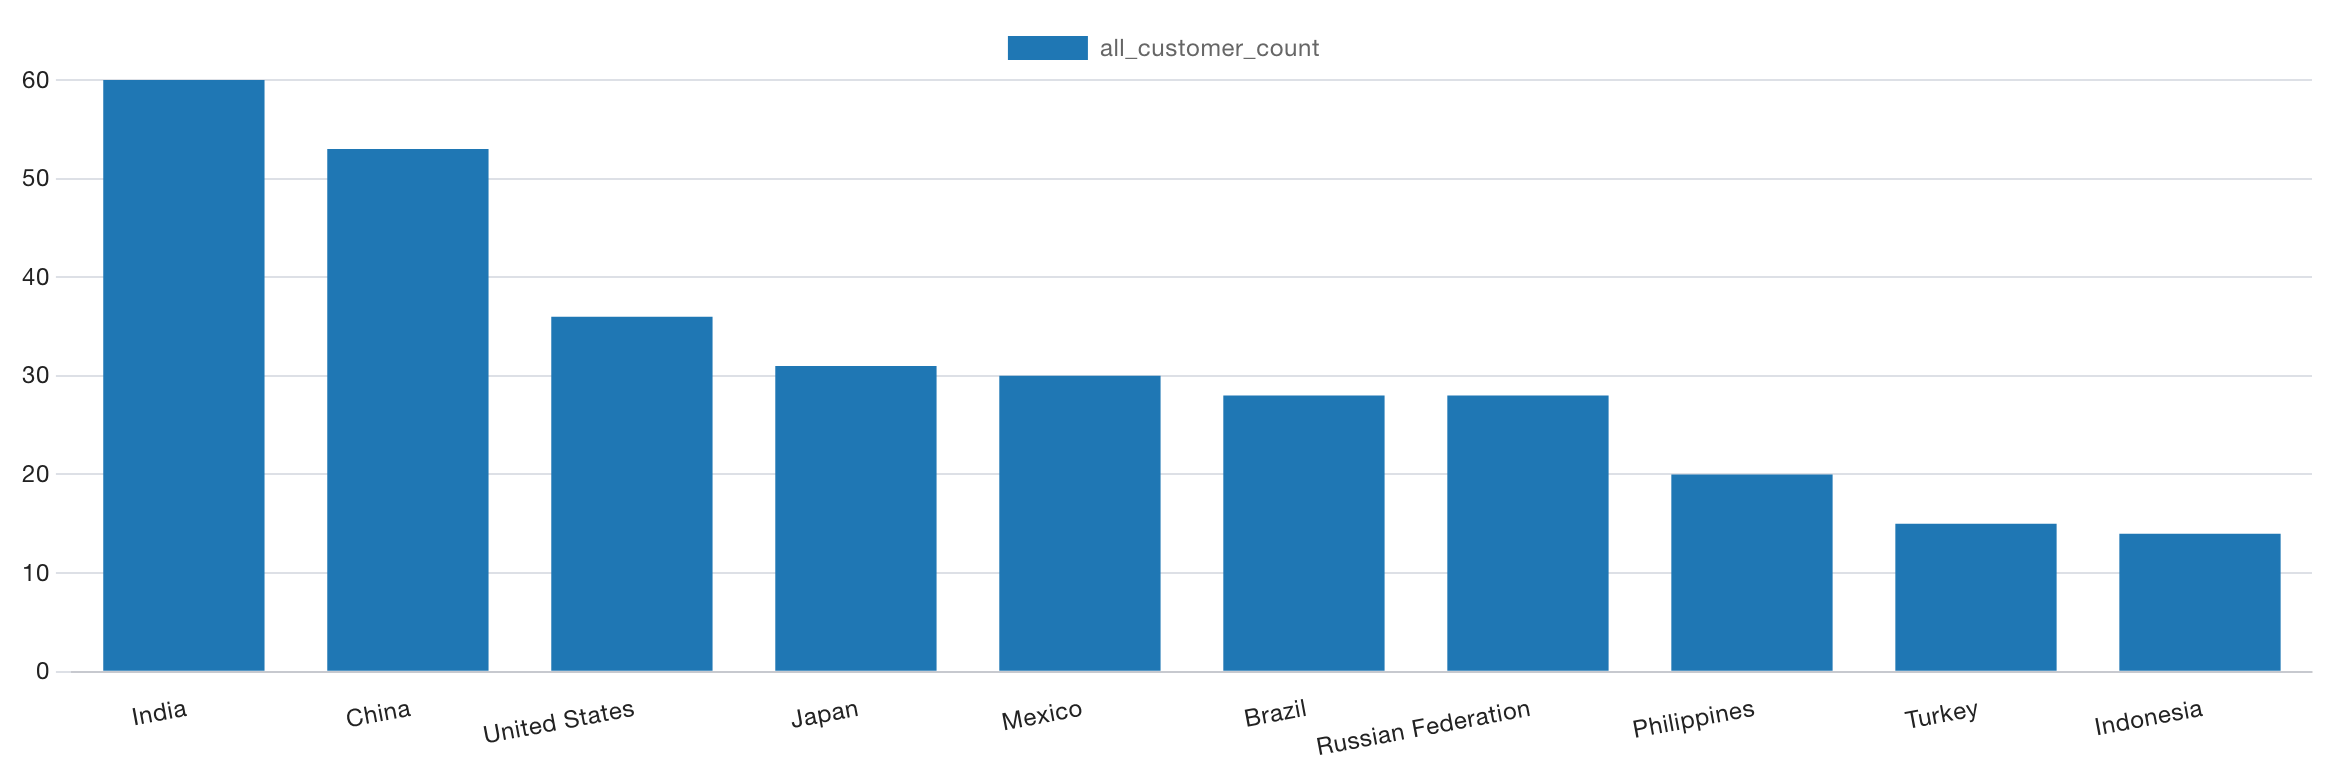 all_customer_count
60
50
40
30
20
10
0
India
China
United States
Japan
Mexico
Brazil
Russian Federation
Philippines
Turkey
Indonesia